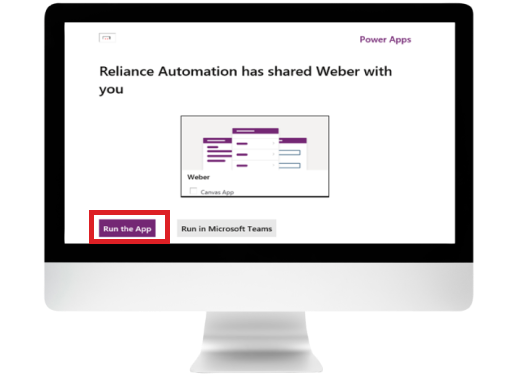 Power Apps
Reliance Automation has shared Weber with
you
Weber
Canvas App
Run the App
Run in Microsoft Teams